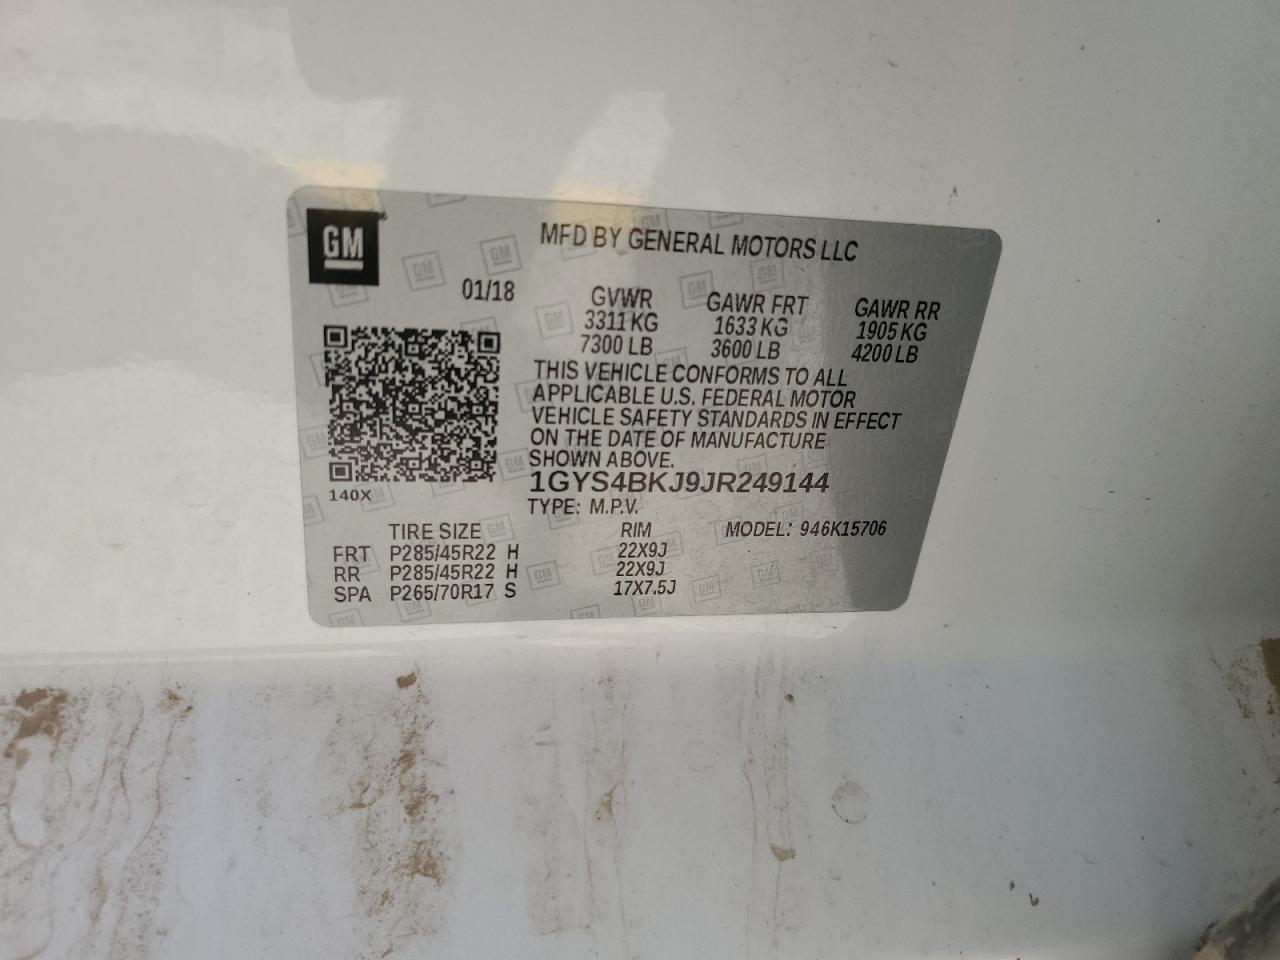 GM
MFD BY GENERAL MOTORS LLC
01/18
GVWR GAWR FRT GAWR RR
3311 KG 1633 KG 1905 KG
7300 LB 3600 LB 4200 LB
THIS VEHICLE CONFORMS TO ALL
APPLICABLE U.S. FEDERAL MOTOR
VEHICLE SAFETY STANDARDS IN EFFECT
ON THE DATE OF MANUFACTURE
SHOWN ABOVE.
1GYS4BKJ9JR249144
140X
TYPE: M.P.V.
TIRE SIZE RIM MODEL: 946K15706
FRT P285/45R22 H 22X9J
RR P285/45R22 H 22X9J
SPA P265/70R17 S 17X7.5J